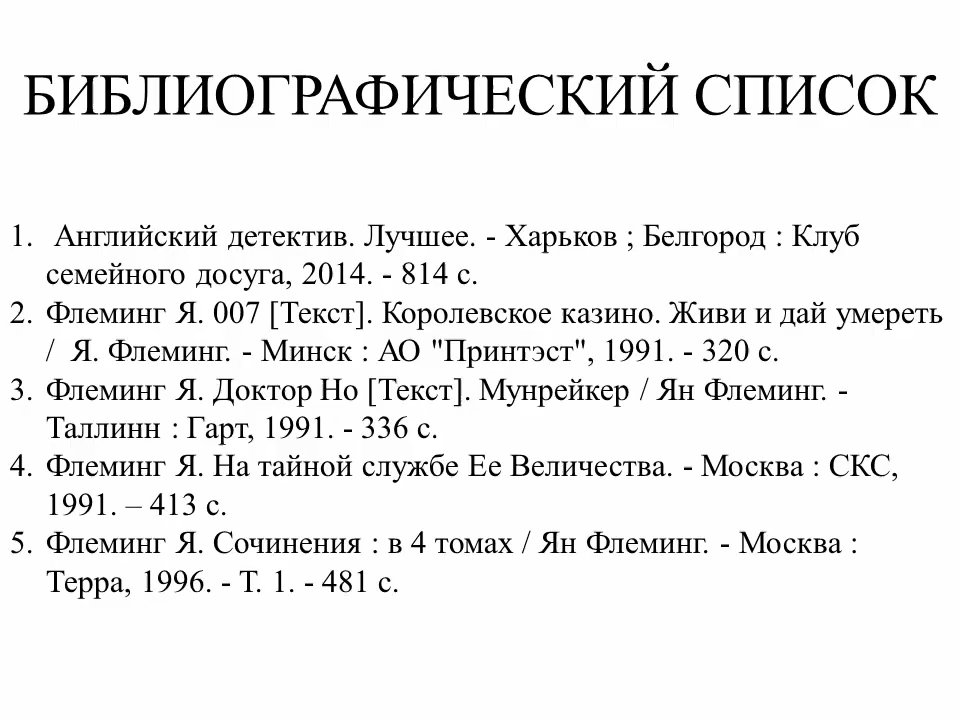 БИБЛИОГРАФИЧЕСКИЙ СПИСОК
1. Английский детектив. Лучшее. - Харьков ; Белгород : Клуб
семейного досуга, 2014. - 814 с.
2. Флеминг Я. 007 [Текст]. Королевское казино. Живи и дай умереть
/ Я. Флеминг. - Минск : АО "Принтэст", 1991. - 320 с.
3. Флеминг Я. Доктор Но [Текст]. Мунрейкер / Ян Флеминг. -
Таллинн : Гарт, 1991. - 336 с.
4. Флеминг Я. На тайной службе Ее Величества. - Москва : СКС,
1991. – 413 с.
5. Флеминг Я. Сочинения : в 4 томах / Ян Флеминг. - Москва :
Терра, 1996. - Т. 1. - 481 с.